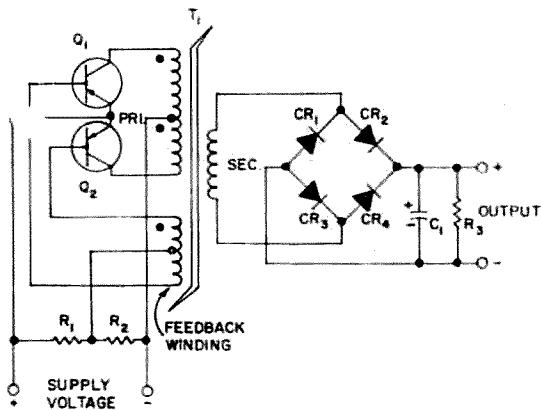 T1
Q1
PRI.
Q2
SEC.
CR1
CR2
CR3
CR4
+
-
C1
R3
+
OUTPUT
-
R1
R2
FEEDBACK
WINDING
SUPPLY
VOLTAGE
+
-